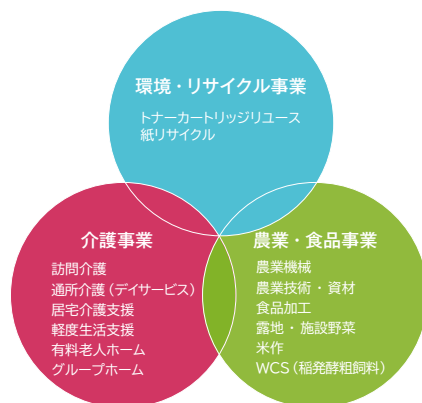 環境・リサイクル事業
トナーカートリッジリユース
紙リサイクル
介護事業
訪問介護
通所介護（デイサービス）
居宅介護支援
軽度生活支援
有料老人ホーム
グループホーム
農業・食品事業
農業機械
農業技術・資材
食品加工
露地・施設野菜
米作
WCS（稲発酵粗飼料）